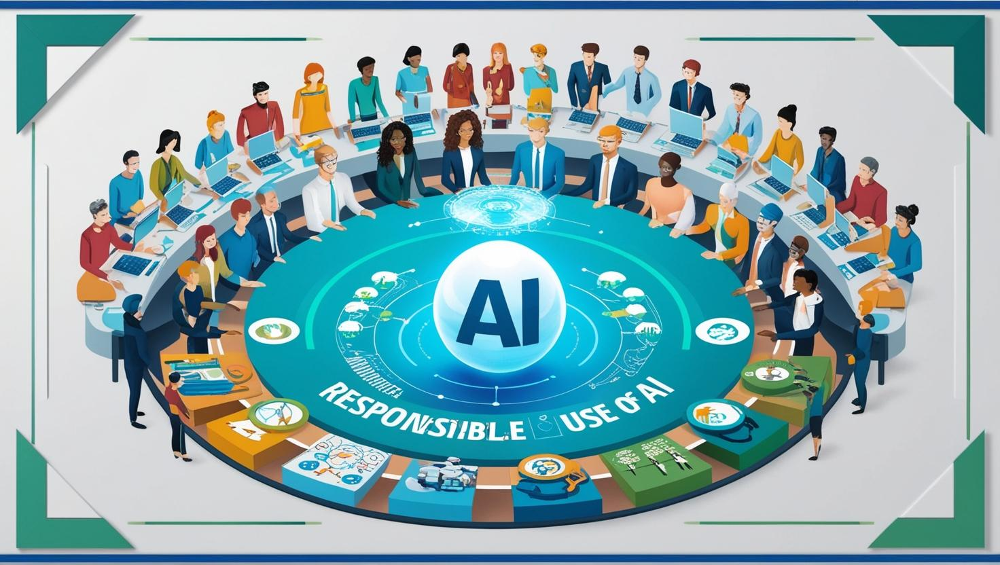 AI
RESPONSIBLE USE OF AI